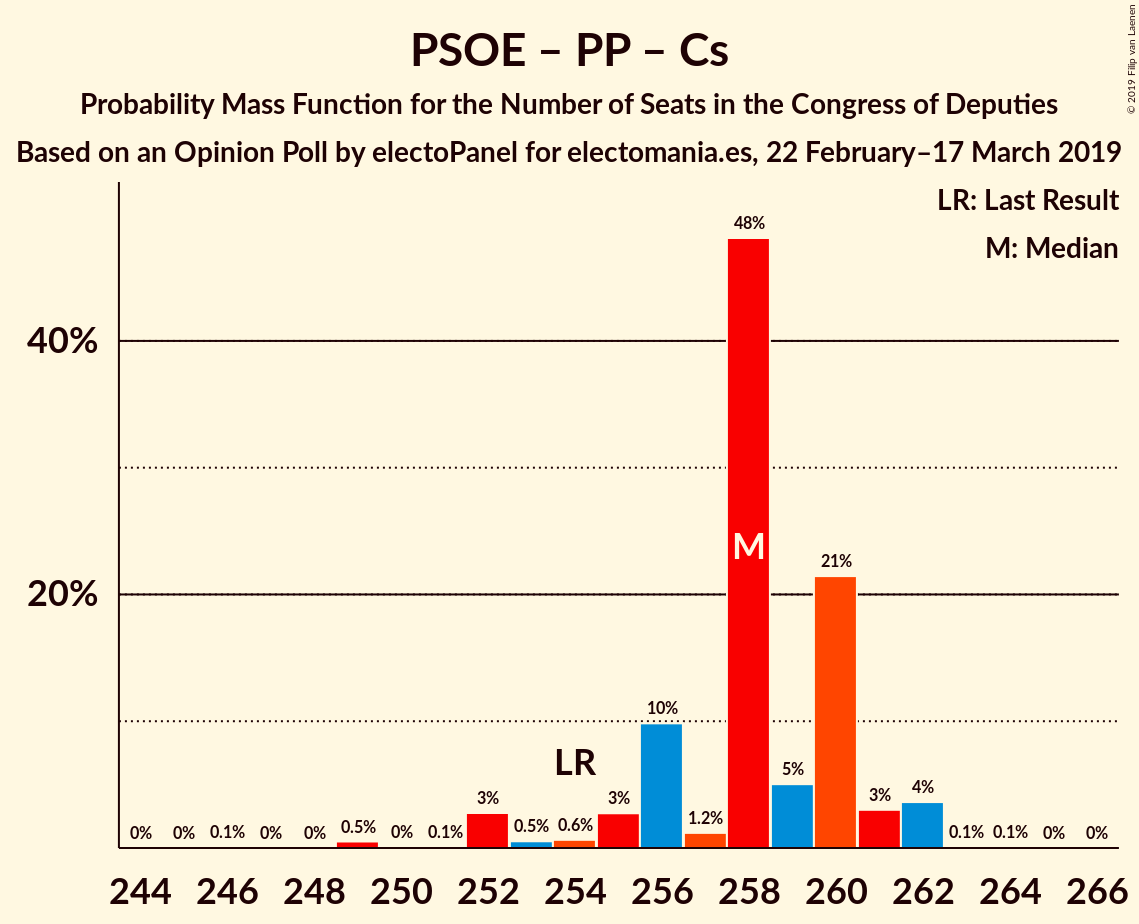 PSOE – PP – Cs
Probability Mass Function for the Number of Seats in the Congress of Deputies
Based on an Opinion Poll by electoPanel for electomania.es, 22 February–17 March 2019
© 2019 Filip van Laenen
LR: Last Result
M: Median
40%
20%
0% 0% 0.1% 0% 0% 0.5% 0% 0.1% 3% 0.5% 0.6% 3% 10% 1.2% 48% 5% 21% 3% 4% 0.1% 0.1% 0% 0%
LR
M
244 246 248 250 252 254 256 258 260 262 264 266